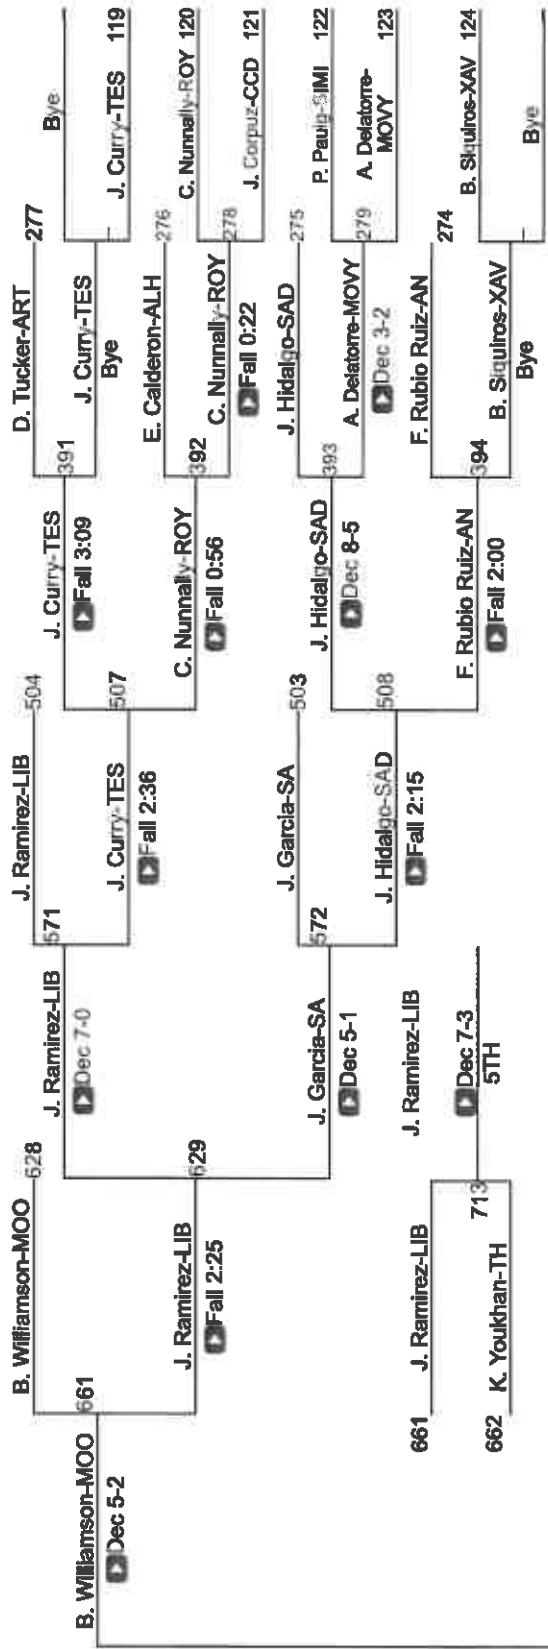 Bye
J. Curry-TES 119
D. Tucker-ART 277
J. Curry-TES
Bye
J. Curry-TES 391
Fall 3:09
C. Nunnally-ROY 120
J. Corpuz-CCD 121
E. Calderon-ALH 276
C. Nunnally-ROY 278
Fall 0:22
C. Nunnally-ROY 392
Fall 0:56
J. Ramirez-LIB 504
J. Curry-TES 507
Fall 2:36
J. Ramirez-LIB 571
Dec 7-0
P. Paulg-SIMI 122
A. Delatorre-
MOVY 123
J. Hidalgo-SAD 275
A. Delatorre-MOVY 279
Dec 3-2
J. Hidalgo-SAD 393
Dec 8-5
B. Siquiros-XAV 124
Bye
F. Rubio Ruiz-AN 274
B. Siquiros-XAV
Bye
F. Rubio Ruiz-AN 394
Fall 2:00
J. Garcia-SA 503
J. Hidalgo-SAD 508
Fall 2:15
J. Garcia-SA 572
Dec 5-1
B. Williamson-MOO 628
J. Ramirez-LIB 629
Fall 2:25
B. Williamson-MOO 661
Dec 5-2
661 J. Ramirez-LIB
662 K. Youkhan-TH
713
J. Ramirez-LIB
Dec 7-3
5TH